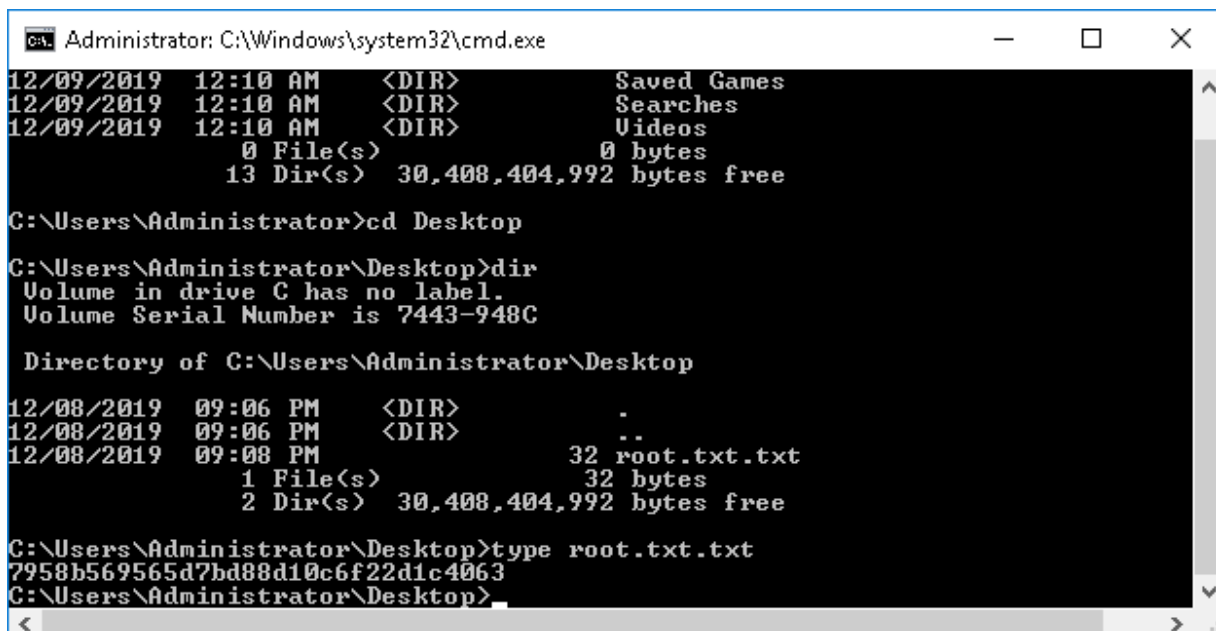 Administrator: C:\Windows\system32\cmd.exe
12/09/2019  12:10 AM    <DIR>          Saved Games
12/09/2019  12:10 AM    <DIR>          Searches
12/09/2019  12:10 AM    <DIR>          Videos
               0 File(s)              0 bytes
              13 Dir(s)  30,408,404,992 bytes free
C:\Users\Administrator>cd Desktop
C:\Users\Administrator\Desktop>dir
 Volume in drive C has no label.
 Volume Serial Number is 7443-948C
 Directory of C:\Users\Administrator\Desktop
12/08/2019  09:06 PM    <DIR>          .
12/08/2019  09:06 PM    <DIR>          ..
12/08/2019  09:08 PM                32 root.txt.txt
               1 File(s)             32 bytes
               2 Dir(s)  30,408,404,992 bytes free
C:\Users\Administrator\Desktop>type root.txt.txt
7958b569565d7bd88d10c6f22d1c4063
C:\Users\Administrator\Desktop>